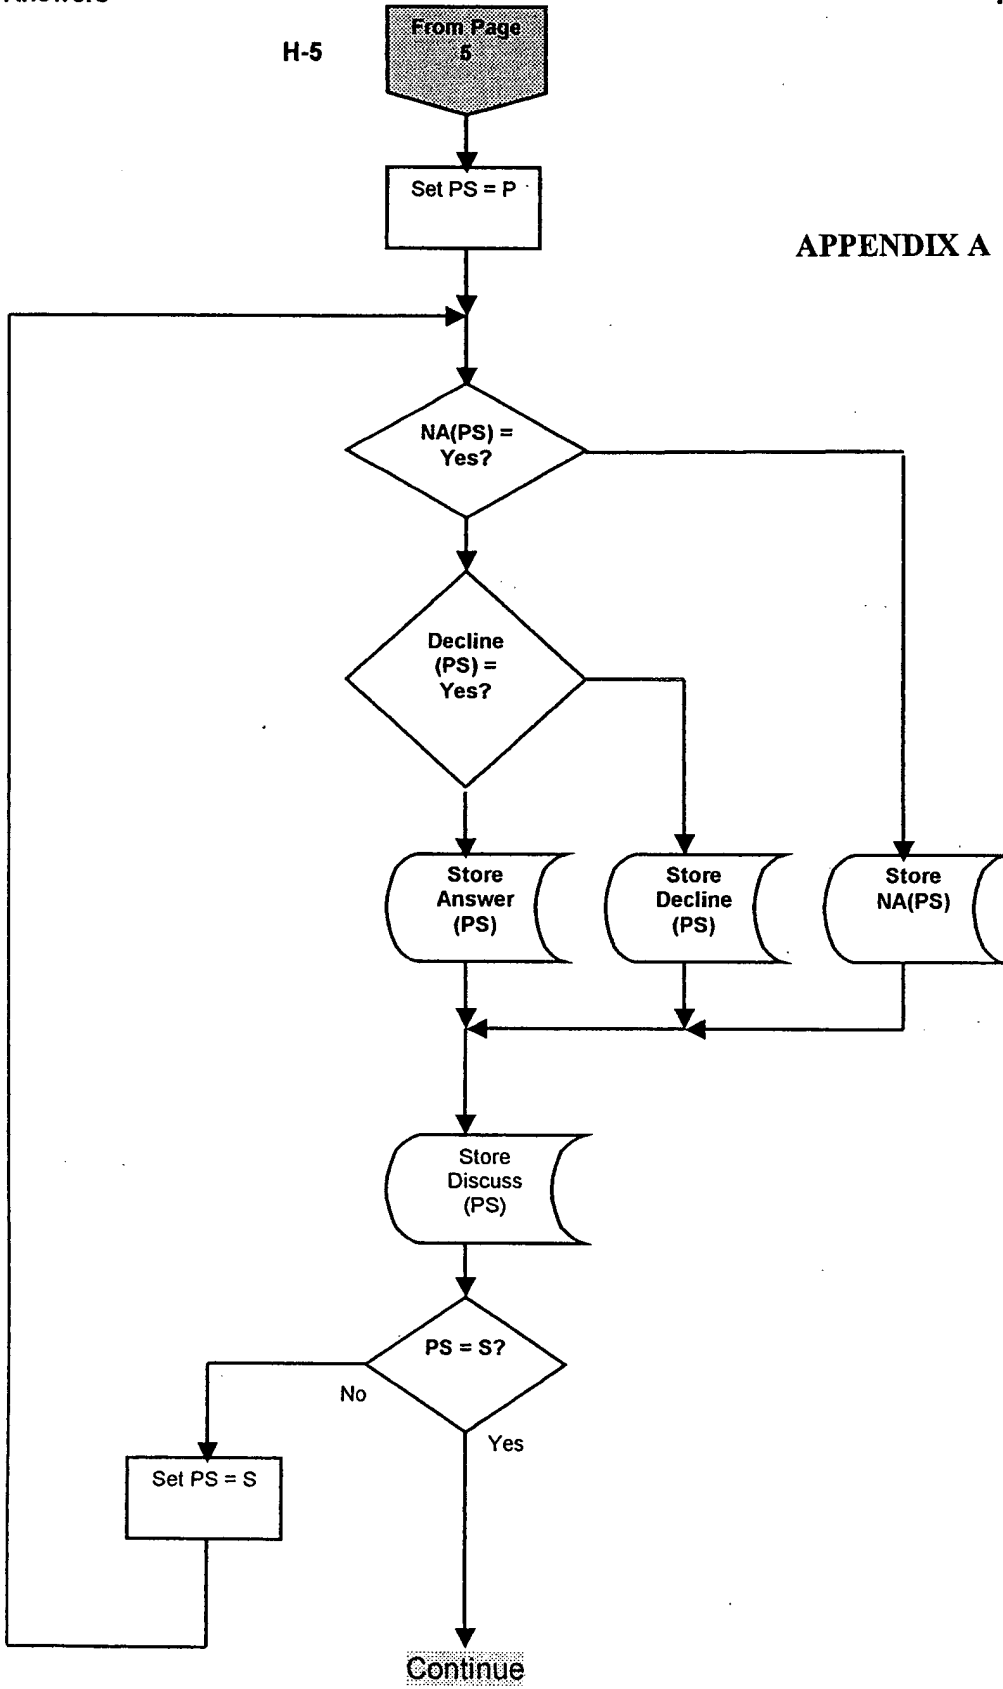 H-5
From Page
5
Set PS = P
APPENDIX A
NA(PS) =
Yes?
Decline
(PS) =
Yes?
Store
Answer
(PS)
Store
Decline
(PS)
Store
NA(PS)
Store
Discuss
(PS)
PS = S?
No
Yes
Set PS = S
Continue